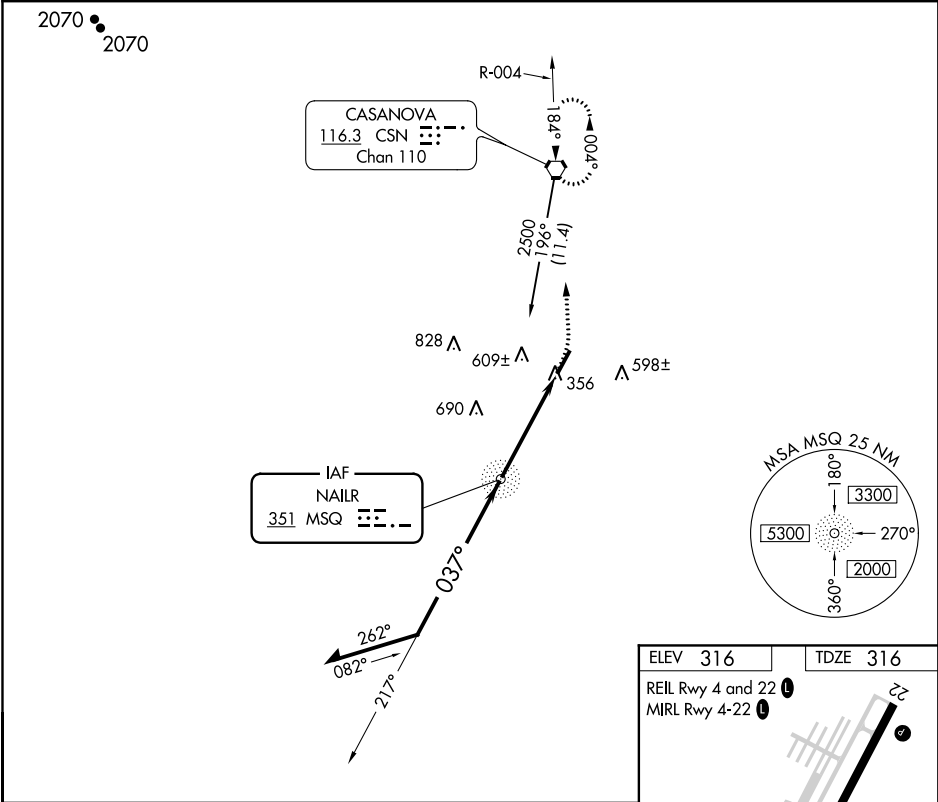 2070
2070
R-004
CASANOVA
116.3 CSN
Chan 110
184°
004°
2500
196°
(11.4)
828
609±
356
598±
690
IAF
NAILR
351 MSQ
037°
262°
082°
217°
MSA MSQ 25 NM
180°
3300
5300
270°
2000
360°
ELEV 316
TDZE 316
REIL Rwy 4 and 22 L
MIRL Rwy 4-22 L
22
P